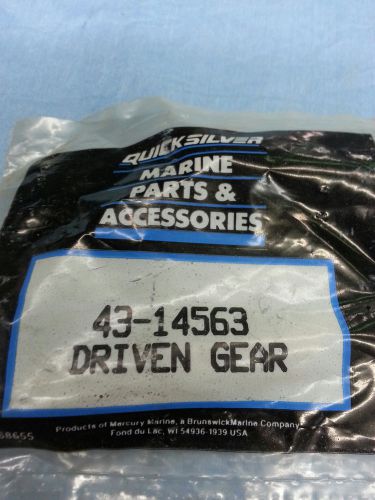 QUICKSILVER
MARINE
PARTS &
ACCESSORIES
43-14563
DRIVEN GEAR
Products of Mercury Marine, a Brunswick Marine Company
Fond du Lac, WI 54936-1939 USA